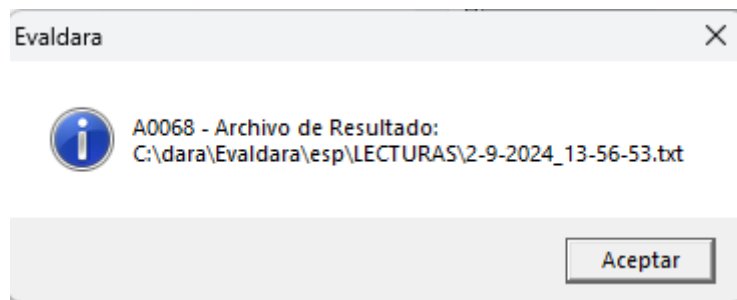 Evaldara
A0068 - Archivo de Resultado:
C:\dara\Evaldara\esp\LECTURAS\2-9-2024_13-56-53.txt
Aceptar